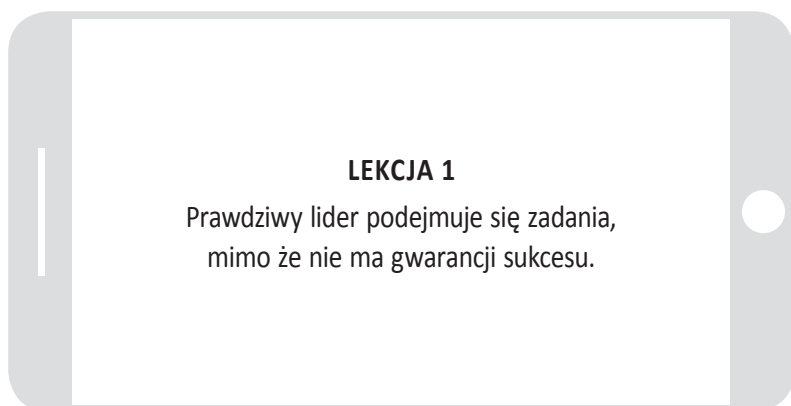 LEKCJA 1
Prawdziwy lider podejmuje się zadania,
mimo że nie ma gwarancji sukcesu.